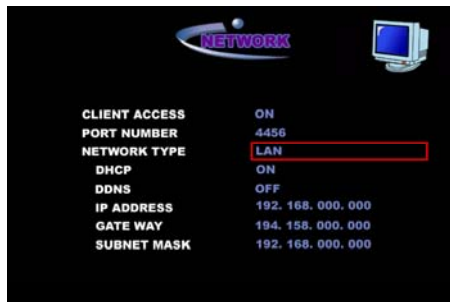 NETWORK
CLIENT ACCESS ON
PORT NUMBER 4456
NETWORK TYPE LAN
DHCP ON
DDNS OFF
IP ADDRESS 192. 168. 000. 000
GATE WAY 194. 158. 000. 000
SUBNET MASK 192. 168. 000. 000